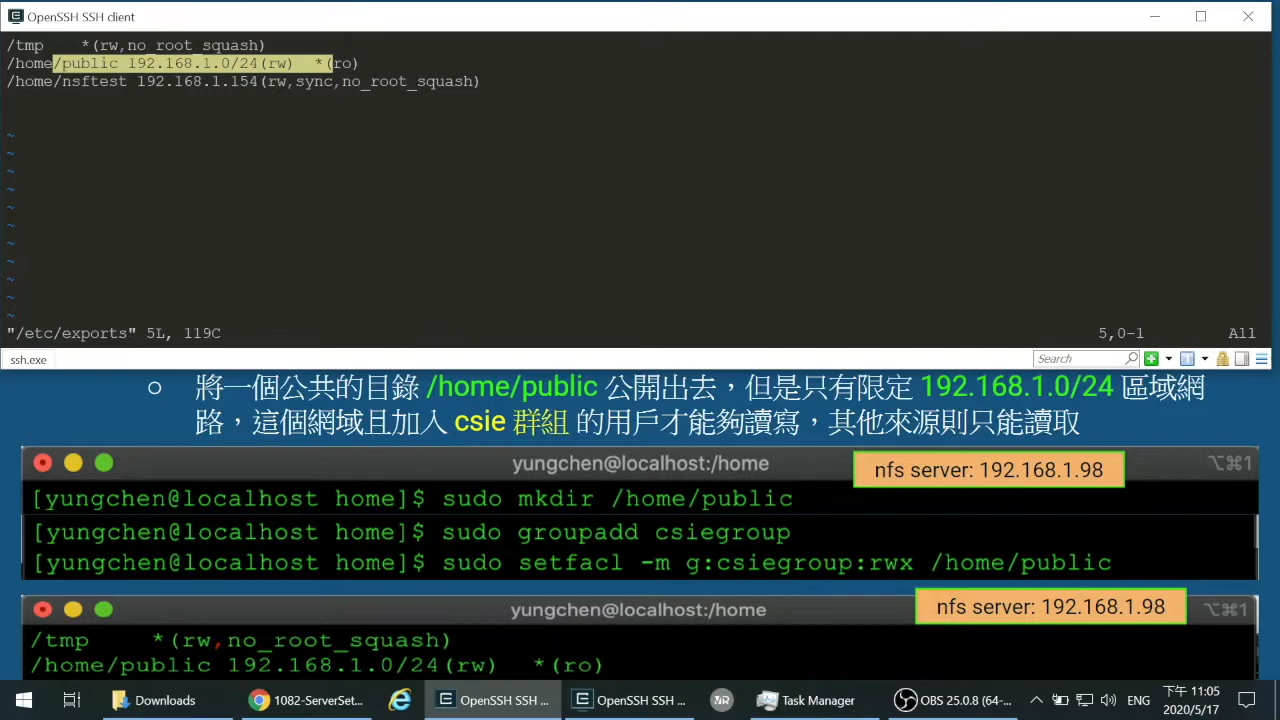 OpenSSH SSH client
/tmp    *(rw,no_root_squash)
/home/public 192.168.1.0/24(rw)  *(ro)
/home/nsftest 192.168.1.154(rw,sync,no_root_squash)
~
~
~
~
~
~
~
~
~
~
~
"/etc/exports" 5L, 119C 5,0-1 All
ssh.exe Search
將一個公共的目錄 /home/public 公開出去，但是只有限定 192.168.1.0/24 區域網
路，這個網域且加入 csie 群組 的用戶才能夠讀寫，其他來源則只能讀取
yungchen@localhost:/home nfs server: 192.168.1.98 ⌥⌘1
[yungchen@localhost home]$ sudo mkdir /home/public
[yungchen@localhost home]$ sudo groupadd csiegroup
[yungchen@localhost home]$ sudo setfacl -m g:csiegroup:rwx /home/public
yungchen@localhost:/home nfs server: 192.168.1.98 ⌥⌘1
/tmp    *(rw,no_root_squash)
/home/public 192.168.1.0/24(rw)  *(ro)
Downloads 1082-ServerSet... OpenSSH SSH ... OpenSSH SSH ... Task Manager OBS 25.0.8 (64-... ENG 下午 11:05
2020/5/17